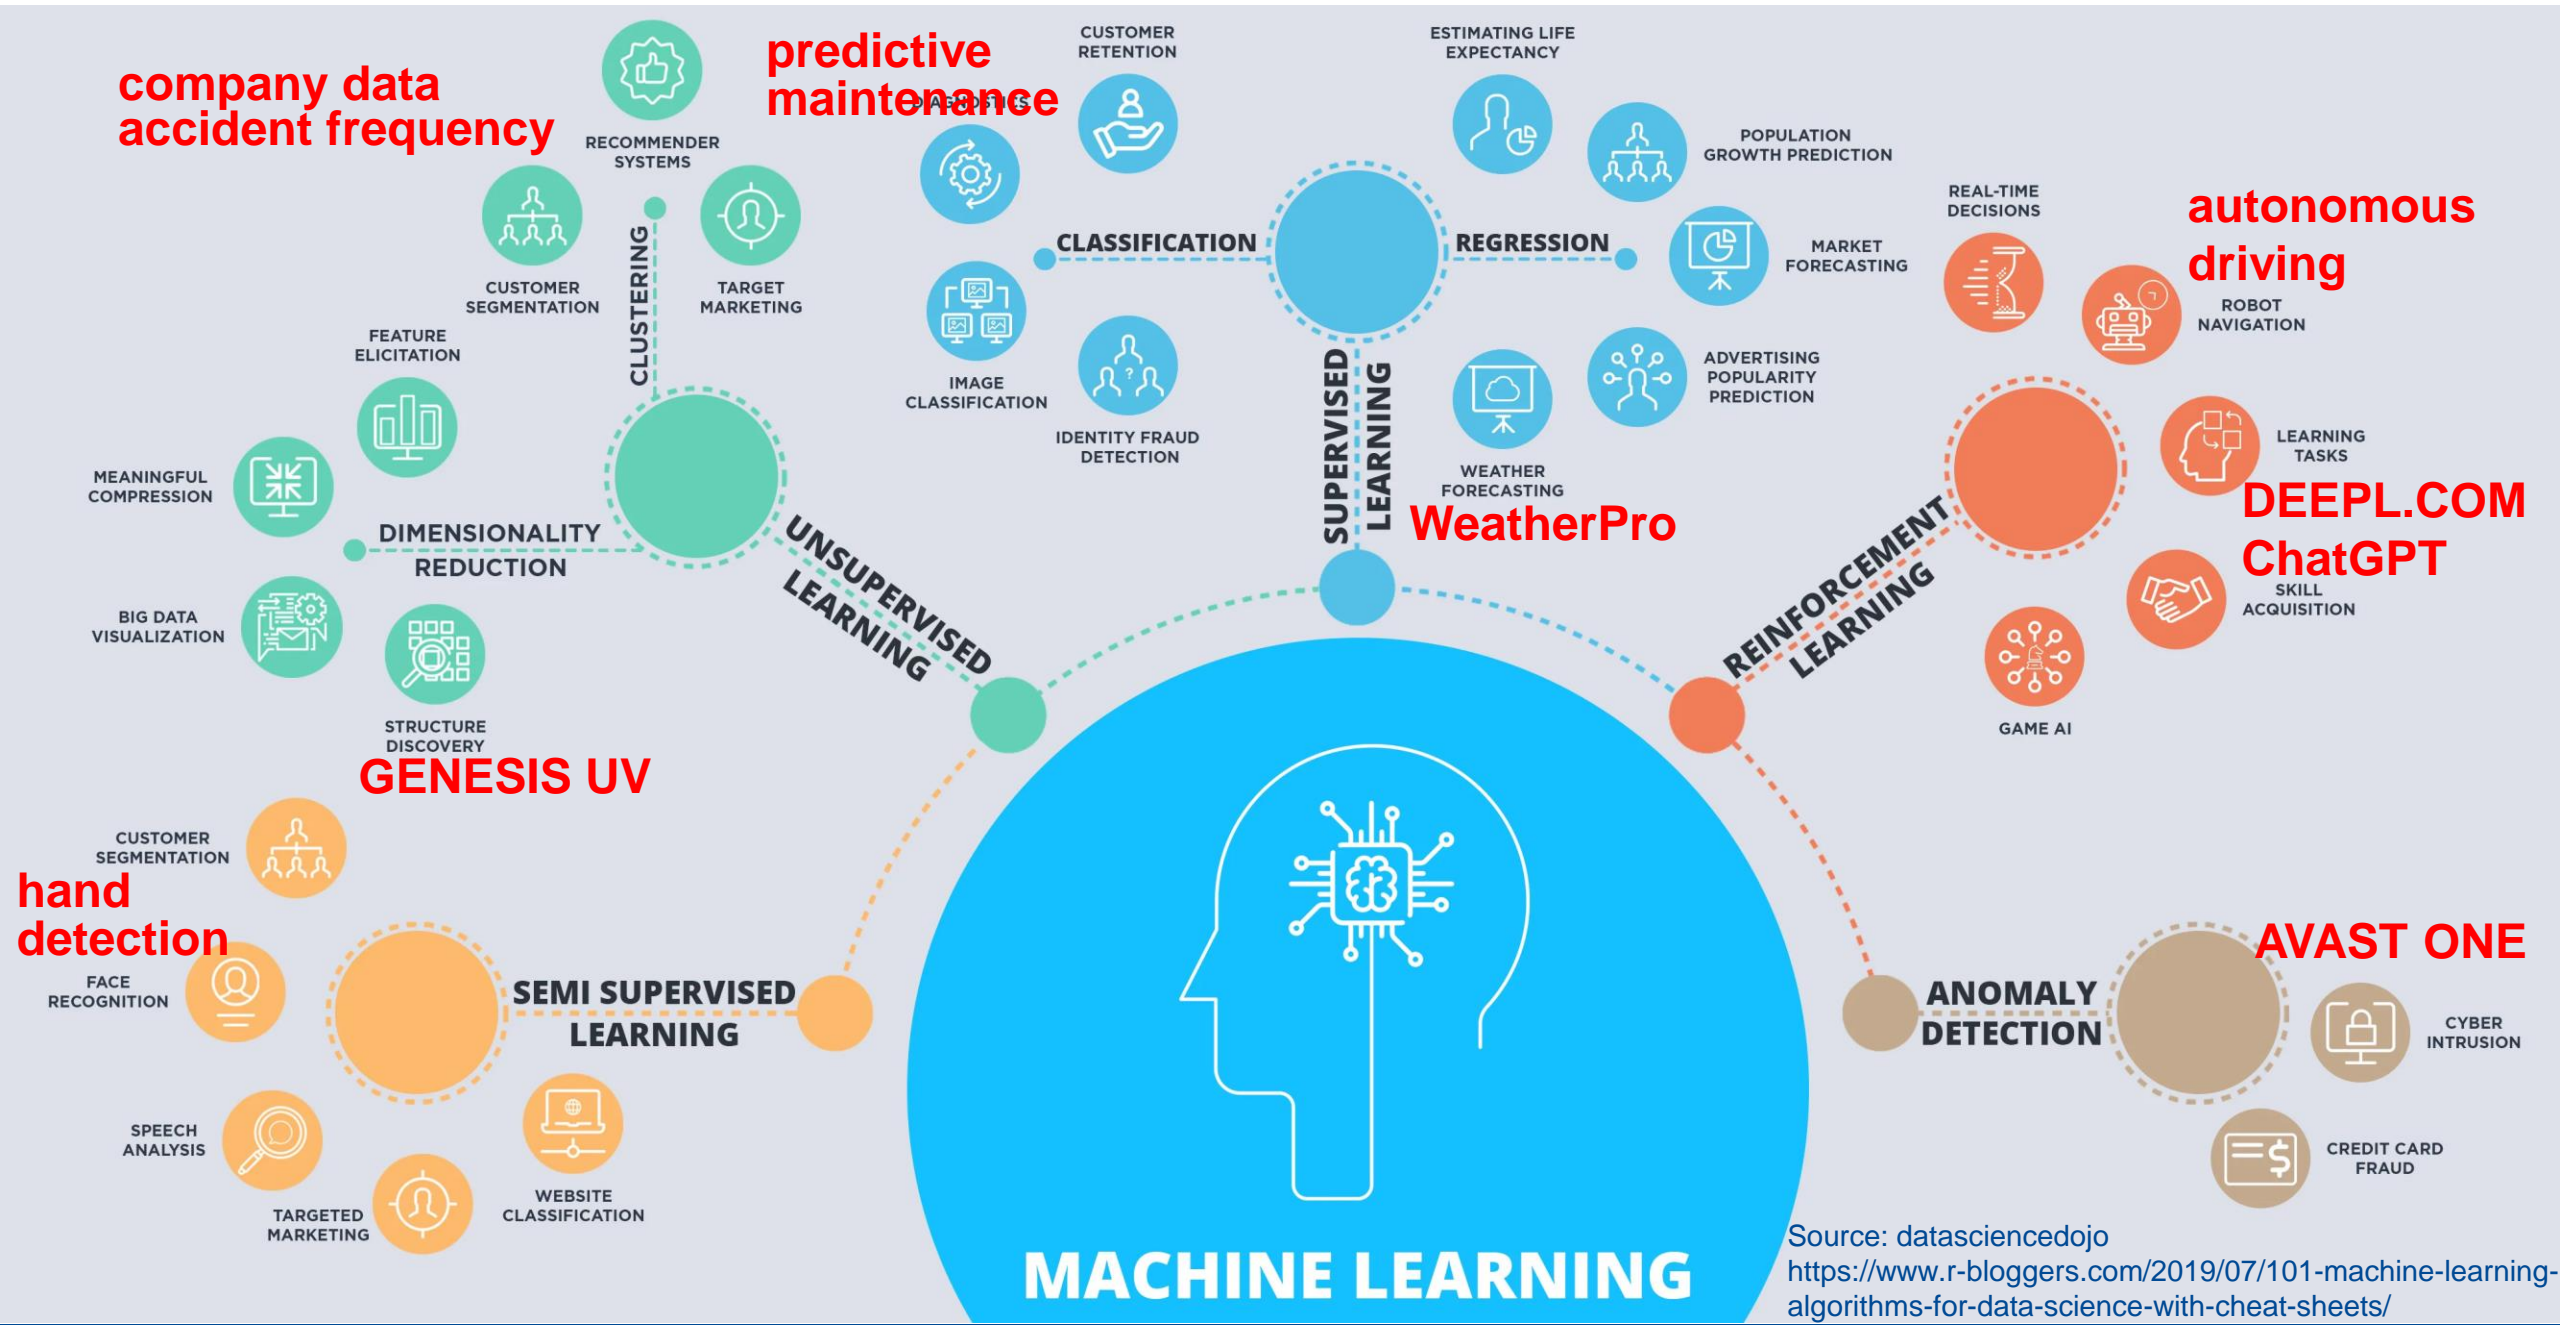 company data
accident frequency
RECOMMENDER
SYSTEMS
CUSTOMER
SEGMENTATION
TARGET
MARKETING
CLUSTERING
FEATURE
ELICITATION
MEANINGFUL
COMPRESSION
DIMENSIONALITY
REDUCTION
BIG DATA
VISUALIZATION
STRUCTURE
DISCOVERY
GENESIS UV
UNSUPERVISED
LEARNING
predictive
maintenance
DIAGNOSTICS
CUSTOMER
RETENTION
CLASSIFICATION
IMAGE
CLASSIFICATION
IDENTITY FRAUD
DETECTION
SUPERVISED
LEARNING
ESTIMATING LIFE
EXPECTANCY
POPULATION
GROWTH PREDICTION
REGRESSION
MARKET
FORECASTING
ADVERTISING
POPULARITY
PREDICTION
WEATHER
FORECASTING
WeatherPro
REAL-TIME
DECISIONS
autonomous
driving
ROBOT
NAVIGATION
LEARNING
TASKS
DEEPL.COM
ChatGPT
SKILL
ACQUISITION
GAME AI
REINFORCEMENT
LEARNING
CUSTOMER
SEGMENTATION
hand
detection
FACE
RECOGNITION
SEMI SUPERVISED
LEARNING
SPEECH
ANALYSIS
TARGETED
MARKETING
WEBSITE
CLASSIFICATION
AVAST ONE
ANOMALY
DETECTION
CYBER
INTRUSION
CREDIT CARD
FRAUD
MACHINE LEARNING
Source: datasciencedojo
https://www.r-bloggers.com/2019/07/101-machine-learning-
algorithms-for-data-science-with-cheat-sheets/